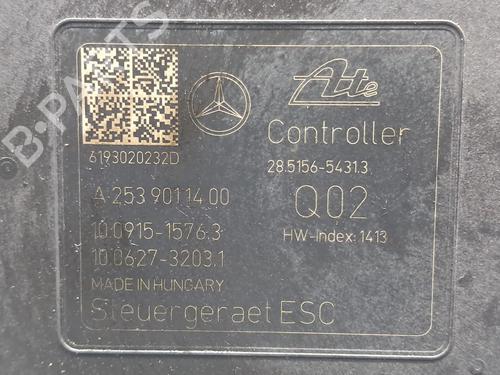 B-PARTS
Ate
Controller
6193020232D
28.5156-5431.3
A 253 901 14 00
Q02
10.0915-1576.3
HW-Index: 1413
10.0627-3203.1
MADE IN HUNGARY
Steuergeraet ESC